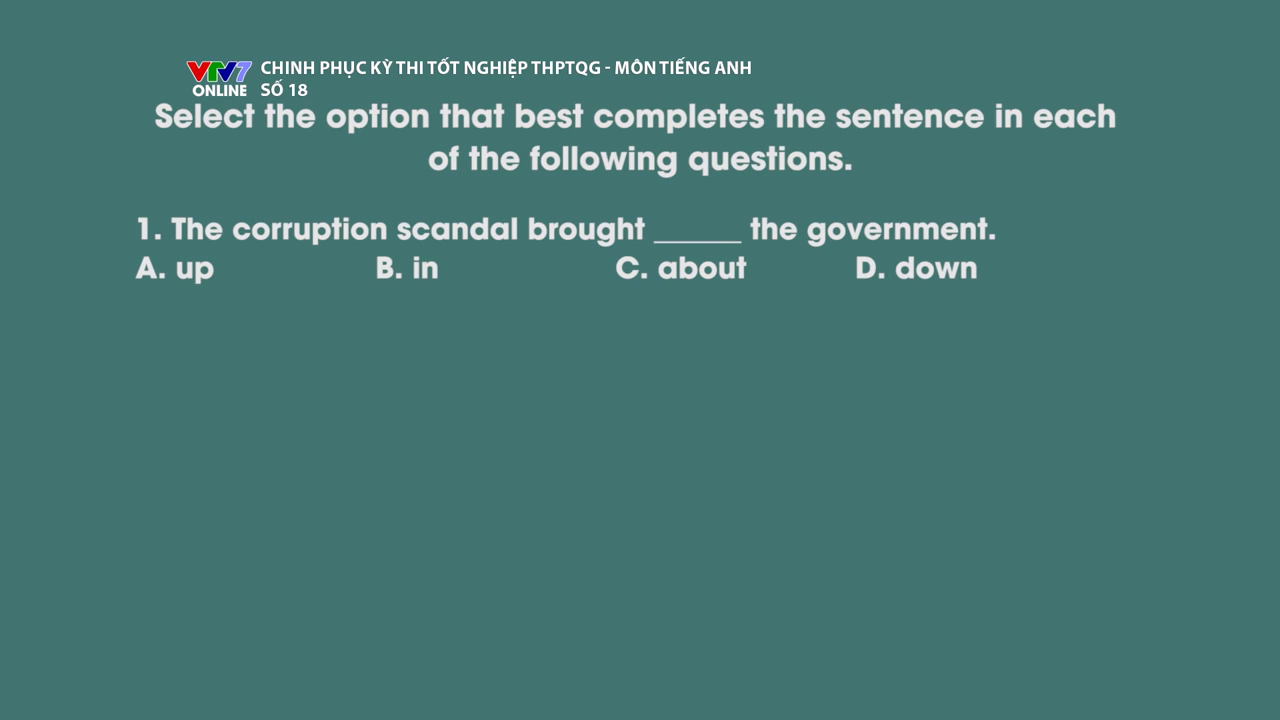 VTV7
ONLINE
CHINH PHỤC KỲ THI TỐT NGHIỆP THPTQG - MÔN TIẾNG ANH
SỐ 18
Select the option that best completes the sentence in each
of the following questions.
1. The corruption scandal brought ______ the government.
A. up B. in C. about D. down